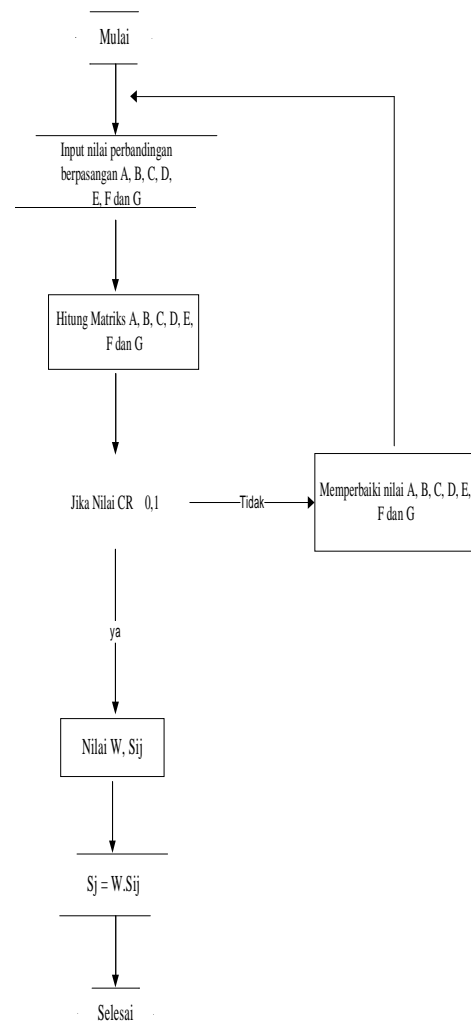 Mulai
Input nilai perbandingan
berpasangan A, B, C, D,
E, F dan G
Hitung Matriks A, B, C, D, E,
F dan G
Jika Nilai CR 0,1
Tidak
Memperbaiki nilai A, B, C, D, E,
F dan G
ya
Nilai W, Sij
Sj = W.Sij
Selesai